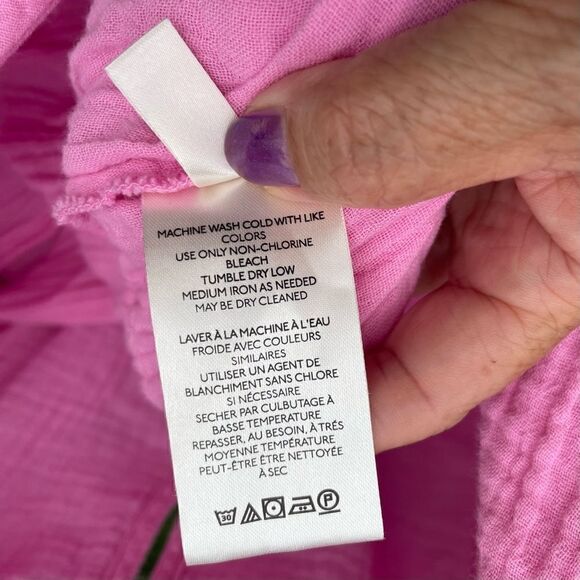 MACHINE WASH COLD WITH LIKE
COLORS
USE ONLY NON-CHLORINE
BLEACH
TUMBLE DRY LOW
MEDIUM IRON AS NEEDED
MAY BE DRY CLEANED
LAVER À LA MACHINE À L'EAU
FROIDE AVEC COULEURS
SIMILAIRES
UTILISER UN AGENT DE
BLANCHIMENT SANS CHLORE
SI NÉCESSAIRE
SECHER PAR CULBUTAGE À
BASSE TEMPERATURE
REPASSER, AU BESOIN, À TRÉS
MOYENNE TEMPÉRATURE
PEUT-ÊTRE ÊTRE NETTOYÉE
À SEC
30 P